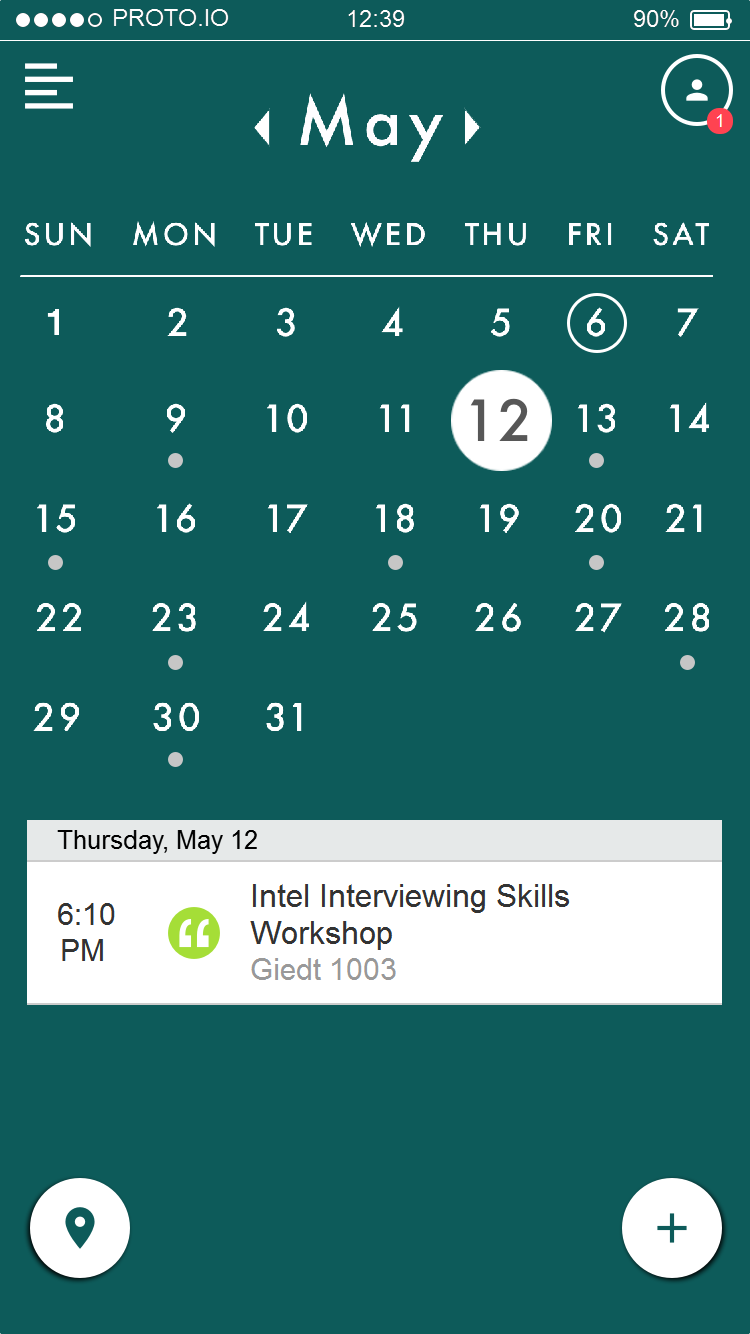 PROTO.IO 12:39 90%
May
1
SUN MON TUE WED THU FRI SAT
1 2 3 4 5 6 7
8 9 10 11 12 13 14
15 16 17 18 19 20 21
22 23 24 25 26 27 28
29 30 31
Thursday, May 12
6:10
PM
Intel Interviewing Skills
Workshop
Giedt 1003